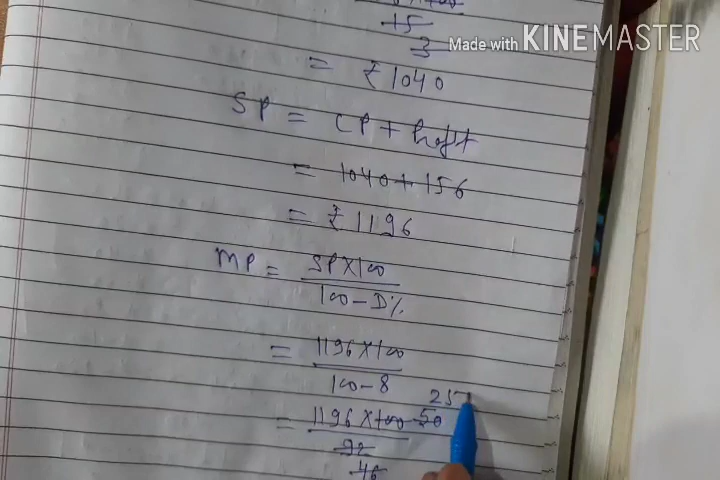 15
3
Made with KINEMASTER
= ₹1040
SP = CP + Profit
= 1040 + 156
= ₹1196
MP = SP X 100
100 - D%
= 1196 X 100
100 - 8
25
= 1196 X 100 50
92
46